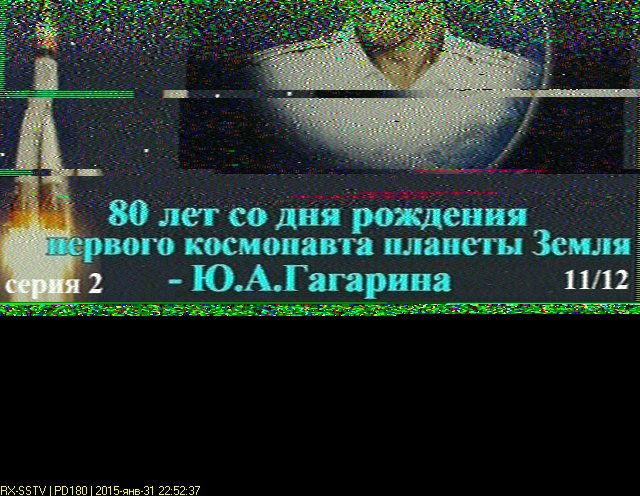 80 лет со дня рождения
первого космонавта планеты Земля
- Ю.А.Гагарина
серия 2
11/12
RX-SSTV | PD180 | 2015-янв-31 22:52:37